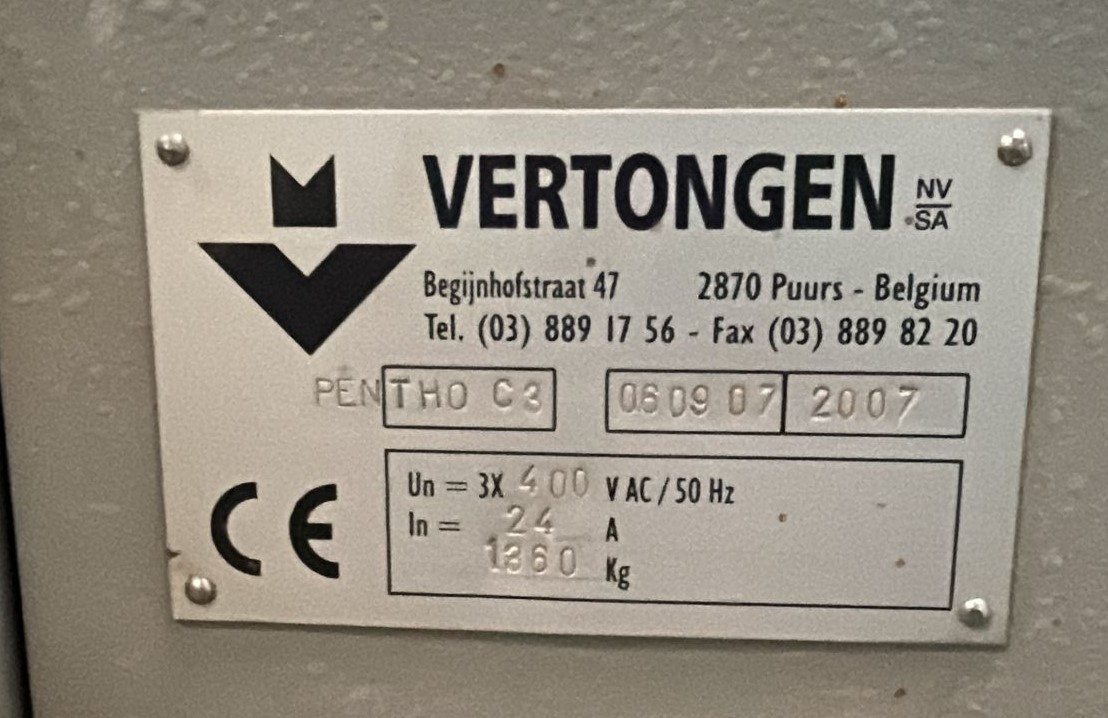 VERTONGEN NV SA
Begijnhofstraat 47 2870 Puurs - Belgium
Tel. (03) 889 17 56 - Fax (03) 889 82 20
PENTHO C3 060907 2007
CE
Un = 3X 400 V AC / 50 Hz
In = 24 A
1360 Kg